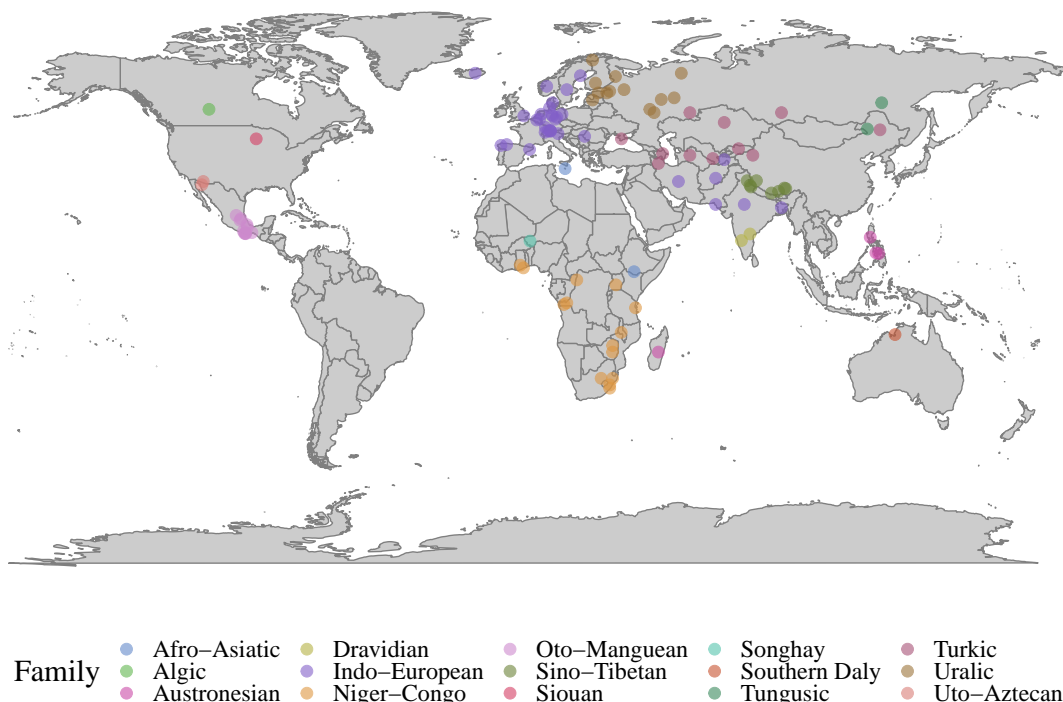 Family
Afro−Asiatic
Algic
Austronesian
Dravidian
Indo−European
Niger−Congo
Oto−Manguean
Sino−Tibetan
Siouan
Songhay
Southern Daly
Tungusic
Turkic
Uralic
Uto−Aztecan